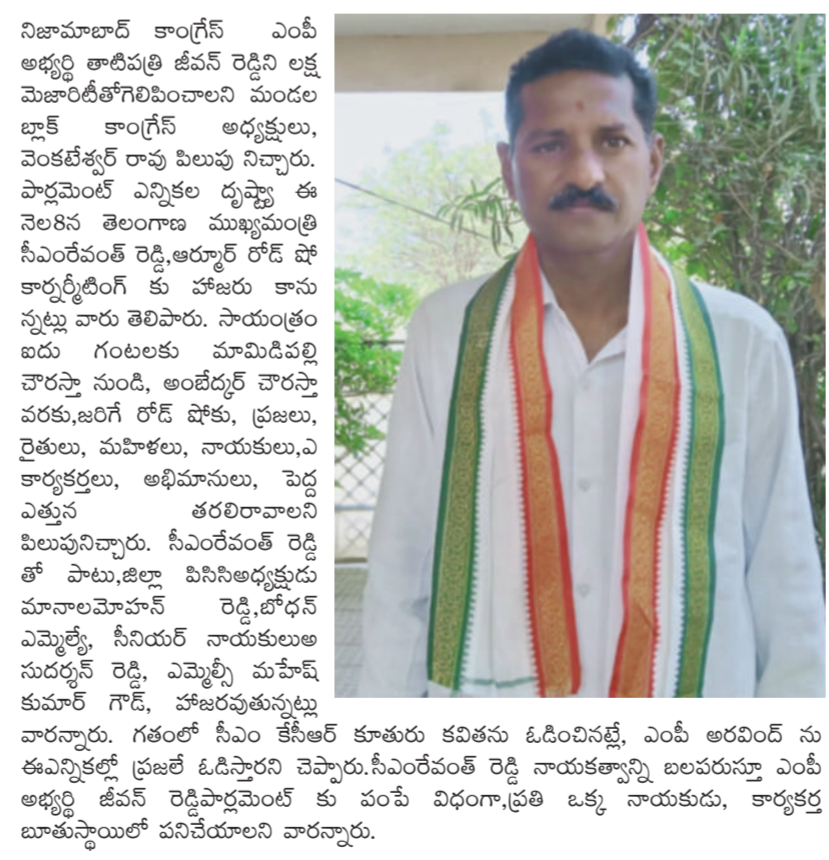 నిజామాబాద్ కాంగ్రేస్ ఎంపీ
అభ్యర్థి తాటిపత్రి జీవన్ రెడ్డిని లక్ష
మెజారిటీతోగెలిపించాలని మండల
బ్లాక్ కాంగ్రేస్ అధ్యక్షులు,
వెంకటేశ్వర్ రావు పిలుపు నిచ్చారు.
పార్లమెంట్ ఎన్నికల దృష్ట్యా ఈ
నెల8న తెలంగాణ ముఖ్యమంత్రి
సీఎంరేవంత్ రెడ్డి,ఆర్మూర్ రోడ్ షో
కార్నర్మీటింగ్ కు హాజరు కాను
న్నట్లు వారు తెలిపారు. సాయంత్రం
ఐదు గంటలకు మామిడిపల్లి
చౌరస్తా నుండి, అంబేద్కర్ చౌరస్తా
వరకు,జరిగే రోడ్ షోకు, ప్రజలు,
రైతులు, మహిళలు, నాయకులు,ఎ
కార్యకర్తలు, అభిమానులు, పెద్ద
ఎత్తున తరలిరావాలని
పిలుపునిచ్చారు. సీఎంరేవంత్ రెడ్డి
తో పాటు,జిల్లా పిసిసిఅధ్యక్షుడు
మానాలమోహన్ రెడ్డి,బోధన్
ఎమ్మెల్యే, సీనియర్ నాయకులుఅ
సుదర్శన్ రెడ్డి, ఎమ్మెల్సీ మహేష్
కుమార్ గౌడ్, హాజరవుతున్నట్లు
వారన్నారు. గతంలో సీఎం కేసీఆర్ కూతురు కవితను ఓడించినట్లే, ఎంపీ అరవింద్ ను
ఈఎన్నికల్లో ప్రజలే ఓడిస్తారని చెప్పారు.సీఎంరేవంత్ రెడ్డి నాయకత్వాన్ని బలపరుస్తూ ఎంపీ
అభ్యర్థి జీవన్ రెడ్డిపార్లమెంట్ కు పంపే విధంగా,ప్రతి ఒక్క నాయకుడు, కార్యకర్త
బూతుస్థాయిలో పనిచేయాలని వారన్నారు.